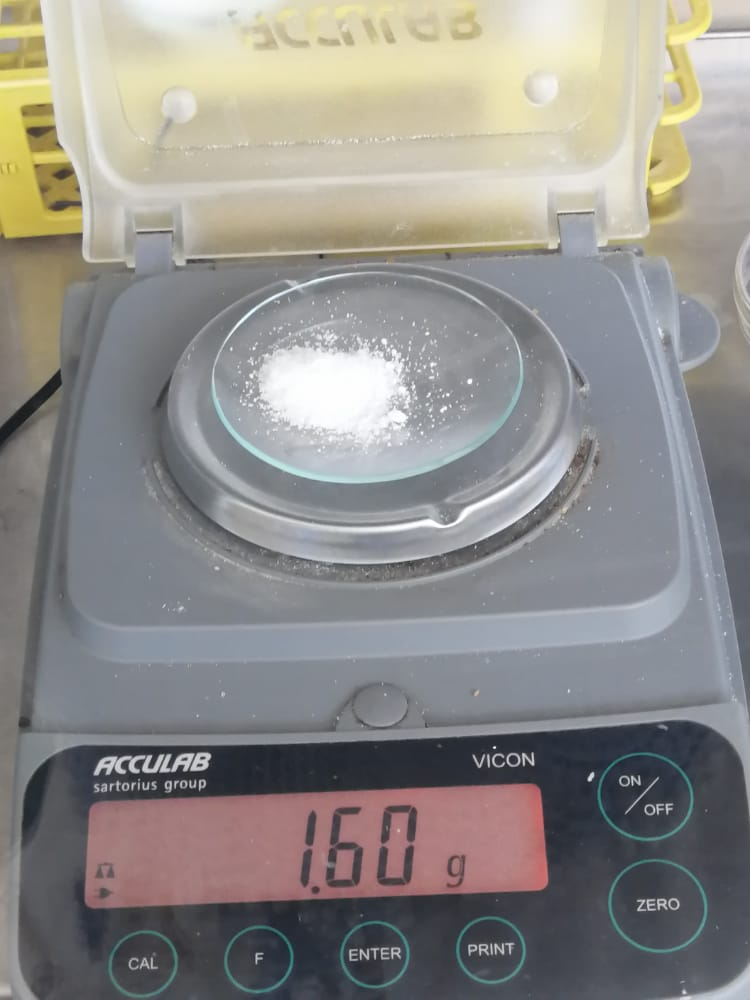 ACCULAB
ACCULAB
sartorius group
VICON
ON/OFF
1.60 g
ZERO
CAL
F
ENTER
PRINT